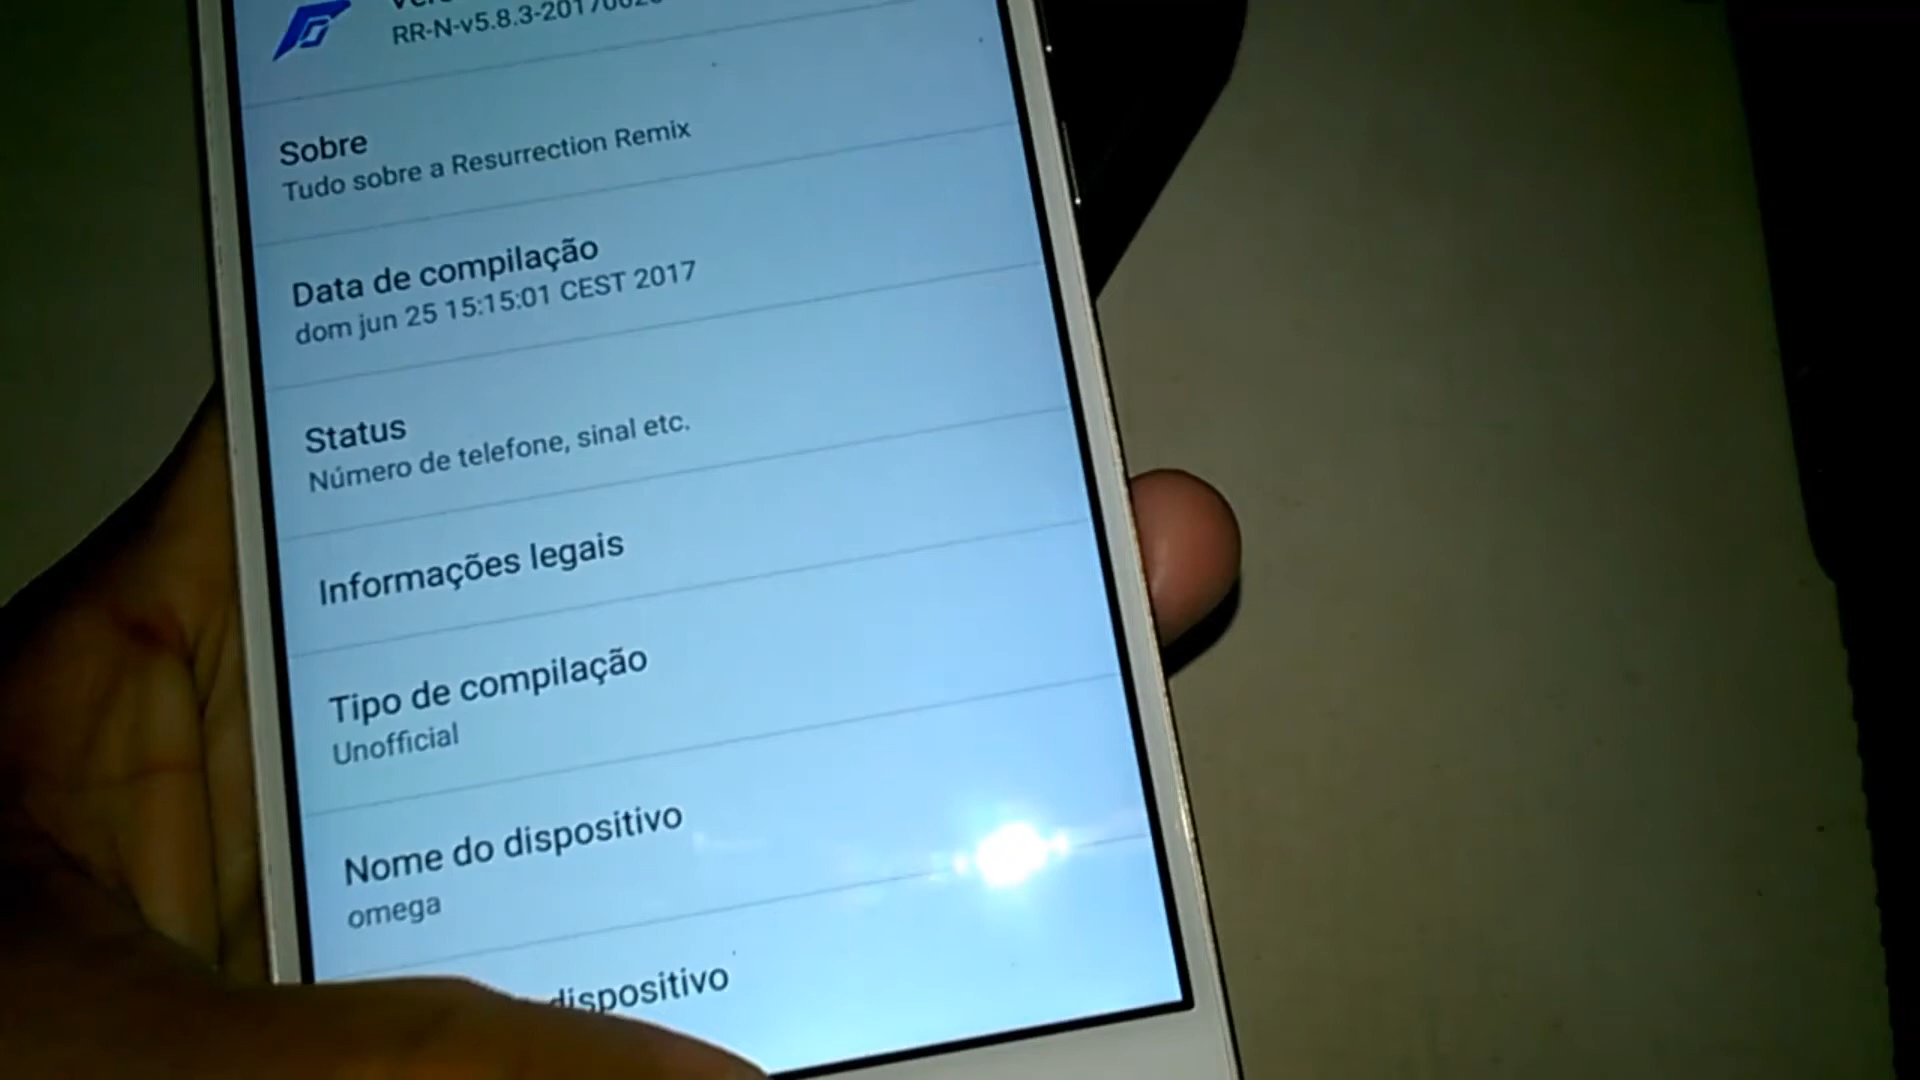 RR-N-v5.8.3-201706
Sobre
Tudo sobre a Resurrection Remix
Data de compilação
dom jun 25 15:15:01 CEST 2017
Status
Número de telefone, sinal etc.
Informações legais
Tipo de compilação
Unofficial
Nome do dispositivo
omega
dispositivo